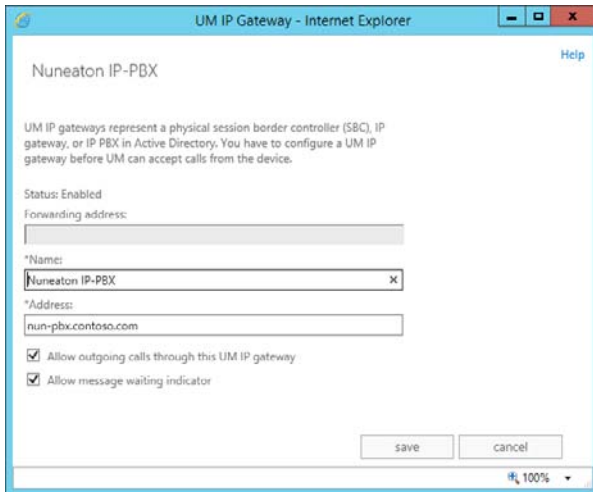 UM IP Gateway - Internet Explorer
Help
Nuneaton IP-PBX
UM IP gateways represent a physical session border controller (SBC), IP
gateway, or IP PBX in Active Directory. You have to configure a UM IP
gateway before UM can accept calls from the device.
Status: Enabled
Forwarding address:
*Name:
Nuneaton IP-PBX
*Address:
nun-pbx.contoso.com
Allow outgoing calls through this UM IP gateway
Allow message waiting indicator
save cancel
100%